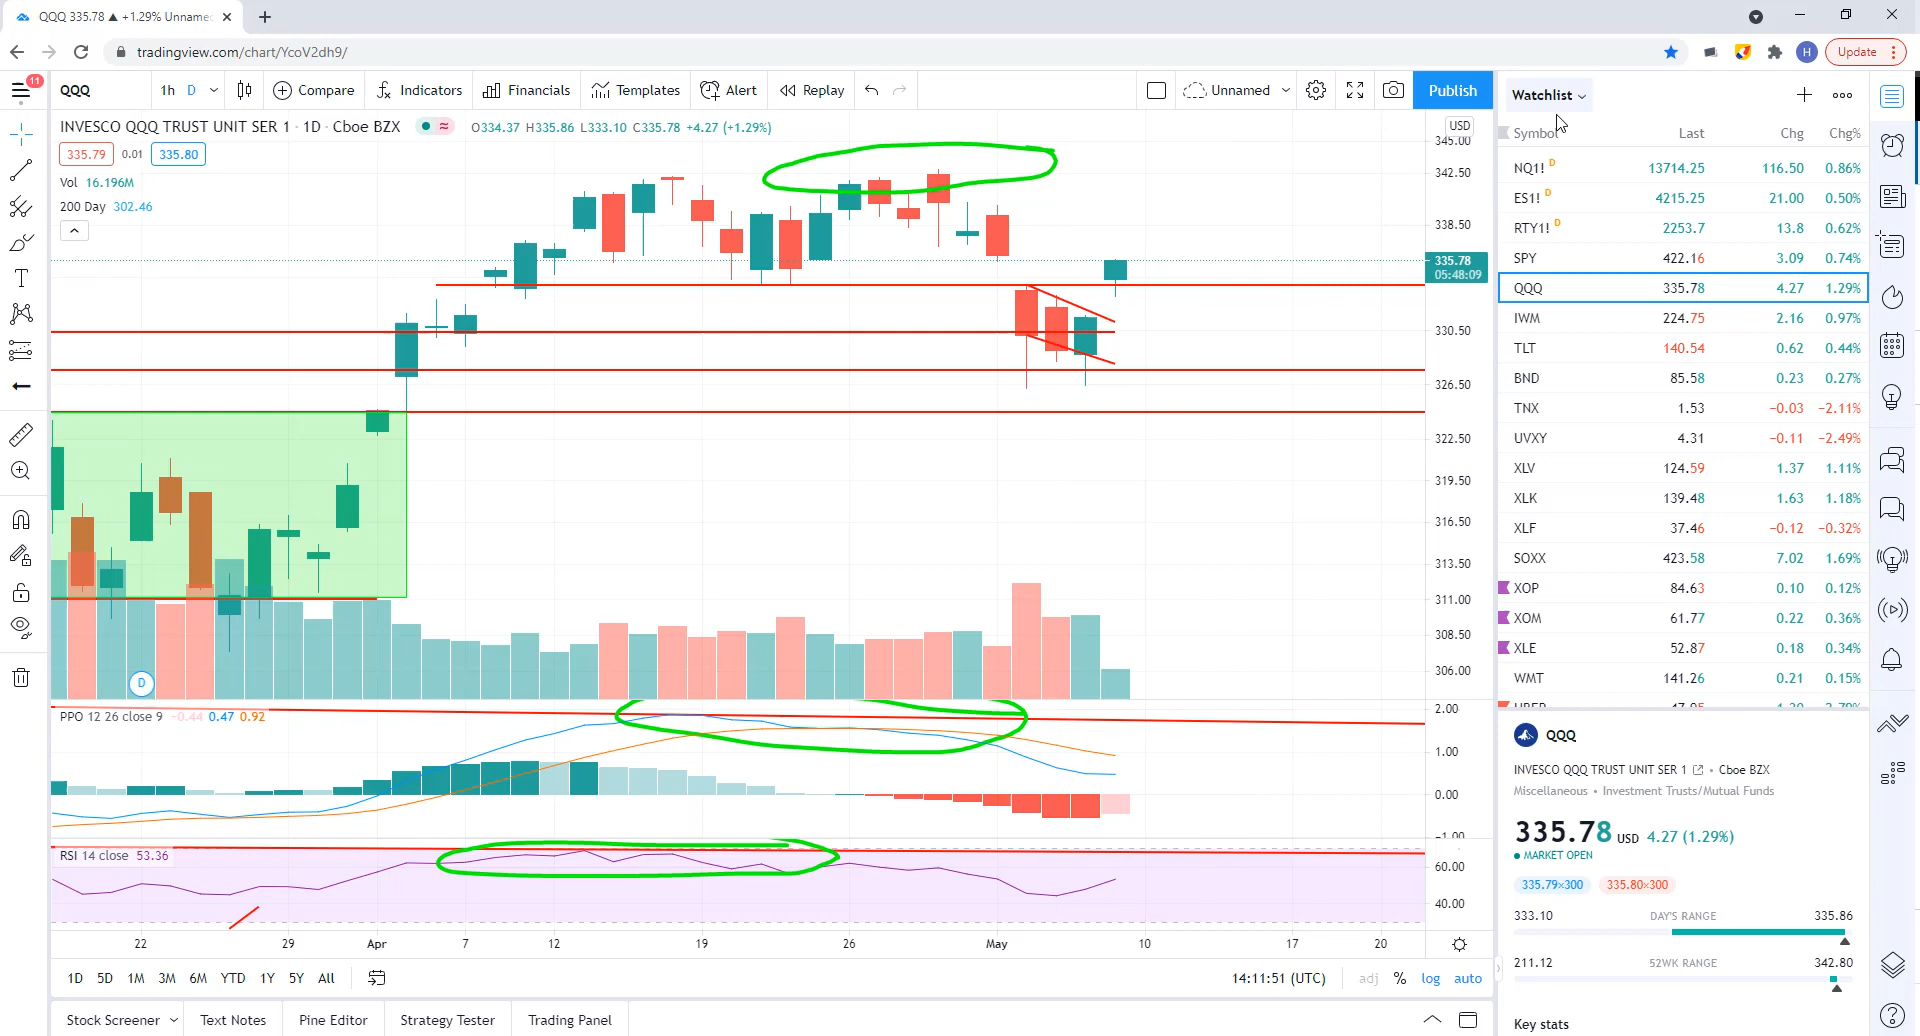 QQQ 335.78 ▲ +1.29% Unnamed
tradingview.com/chart/YcoV2dh9/
H
Update
11
QQQ
1h D
Compare
Indicators
Financials
Templates
Alert
Replay
Unnamed
Publish
INVESCO QQQ TRUST UNIT SER 1 · 1D · Cboe BZX
O334.37 H335.86 L333.10 C335.78 +4.27 (+1.29%)
335.79 0.01 335.80
Vol 16.196M
200 Day 302.46
USD
345.00
342.50
338.50
335.78
05:48:09
330.50
326.50
322.50
319.50
316.50
313.50
311.00
308.50
306.00
D
PPO 12 26 close 9 −0.44 0.47 0.92
2.00
1.00
0.00
−1.00
RSI 14 close 53.36
60.00
40.00
22 29 Apr 7 12 19 26 May 10 17 20
1D 5D 1M 3M 6M YTD 1Y 5Y All
14:11:51 (UTC) adj % log auto
Stock Screener Text Notes Pine Editor Strategy Tester Trading Panel
Watchlist
Symbol Last Chg Chg%
NQ1! D 13714.25 116.50 0.86%
ES1! D 4215.25 21.00 0.50%
RTY1! D 2253.7 13.8 0.62%
SPY 422.16 3.09 0.74%
QQQ 335.78 4.27 1.29%
IWM 224.75 2.16 0.97%
TLT 140.54 0.62 0.44%
BND 85.58 0.23 0.27%
TNX 1.53 −0.03 −2.11%
UVXY 4.31 −0.11 −2.49%
XLV 124.59 1.37 1.11%
XLK 139.48 1.63 1.18%
XLF 37.46 −0.12 −0.32%
SOXX 423.58 7.02 1.69%
XOP 84.63 0.10 0.12%
XOM 61.77 0.22 0.36%
XLE 52.87 0.18 0.34%
WMT 141.26 0.21 0.15%
QQQ
INVESCO QQQ TRUST UNIT SER 1 • Cboe BZX
Miscellaneous • Investment Trusts/Mutual Funds
335.78 USD 4.27 (1.29%)
MARKET OPEN
335.79×300 335.80×300
333.10 DAY'S RANGE 335.86
211.12 52WK RANGE 342.80
Key stats